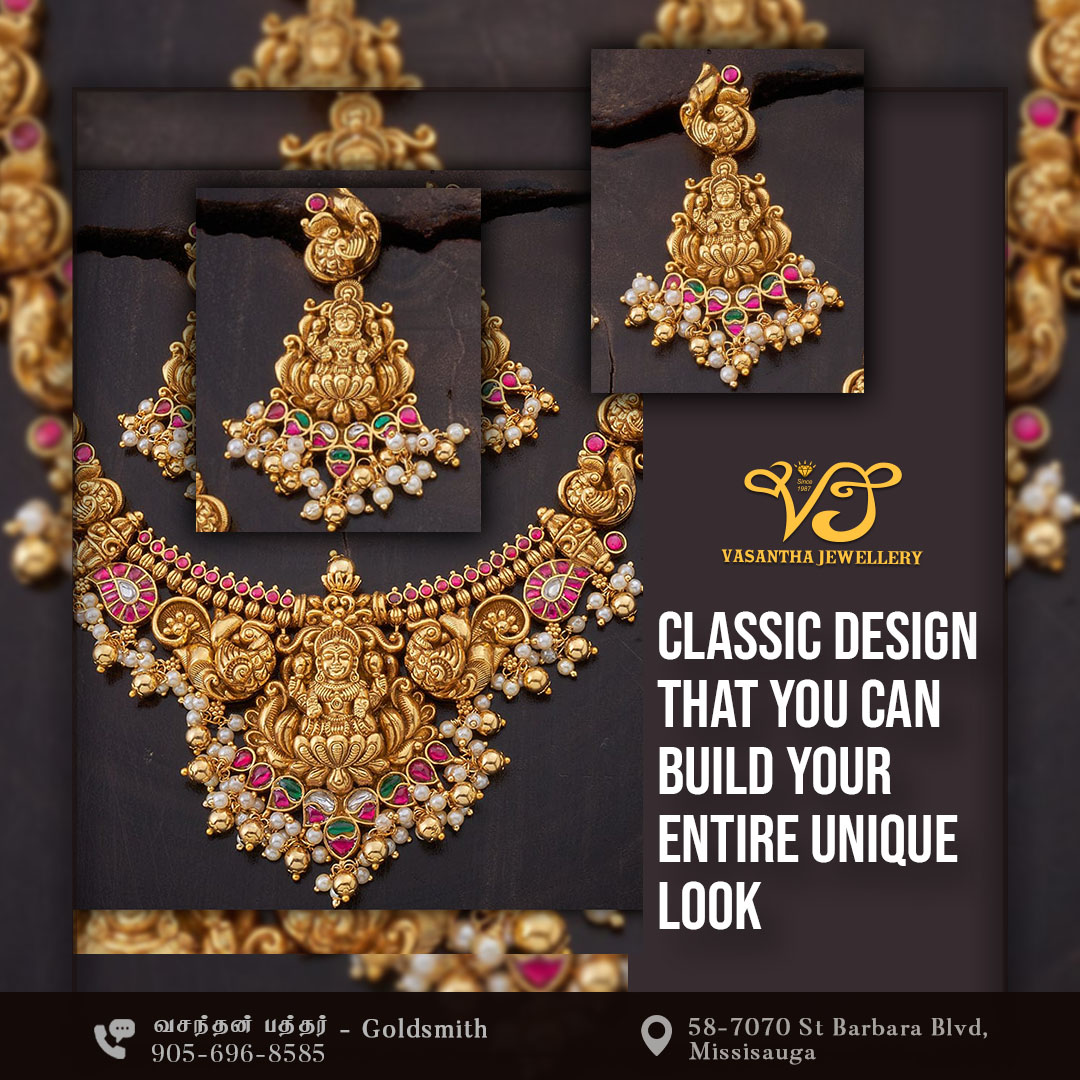 Since
1987
VASANTHA JEWELLERY
CLASSIC DESIGN
THAT YOU CAN
BUILD YOUR
ENTIRE UNIQUE
LOOK
வசந்தன் பத்தர் - Goldsmith
905-696-8585
58-7070 St Barbara Blvd,
Missisauga